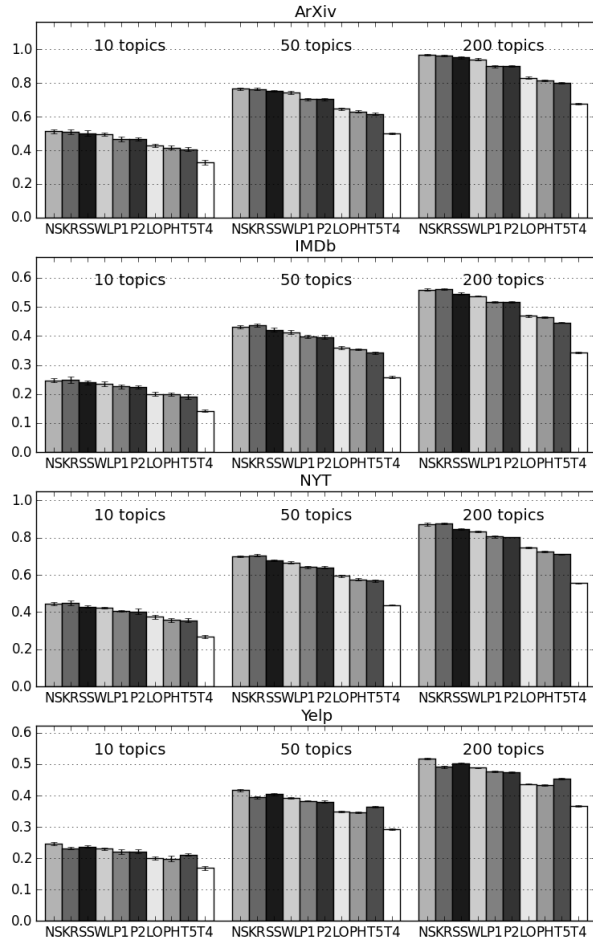 ArXiv
10 topics 50 topics 200 topics
1.0
0.8
0.6
0.4
0.2
0.0
NSKRSSWLP1P2LOPHT5T4 NSKRSSWLP1P2LOPHT5T4 NSKRSSWLP1P2LOPHT5T4
IMDb
10 topics 50 topics 200 topics
0.6
0.5
0.4
0.3
0.2
0.1
0.0
NSKRSSWLP1P2LOPHT5T4 NSKRSSWLP1P2LOPHT5T4 NSKRSSWLP1P2LOPHT5T4
NYT
10 topics 50 topics 200 topics
1.0
0.8
0.6
0.4
0.2
0.0
NSKRSSWLP1P2LOPHT5T4 NSKRSSWLP1P2LOPHT5T4 NSKRSSWLP1P2LOPHT5T4
Yelp
0.6
10 topics 50 topics 200 topics
0.5
0.4
0.3
0.2
0.1
0.0
NSKRSSWLP1P2LOPHT5T4 NSKRSSWLP1P2LOPHT5T4 NSKRSSWLP1P2LOPHT5T4